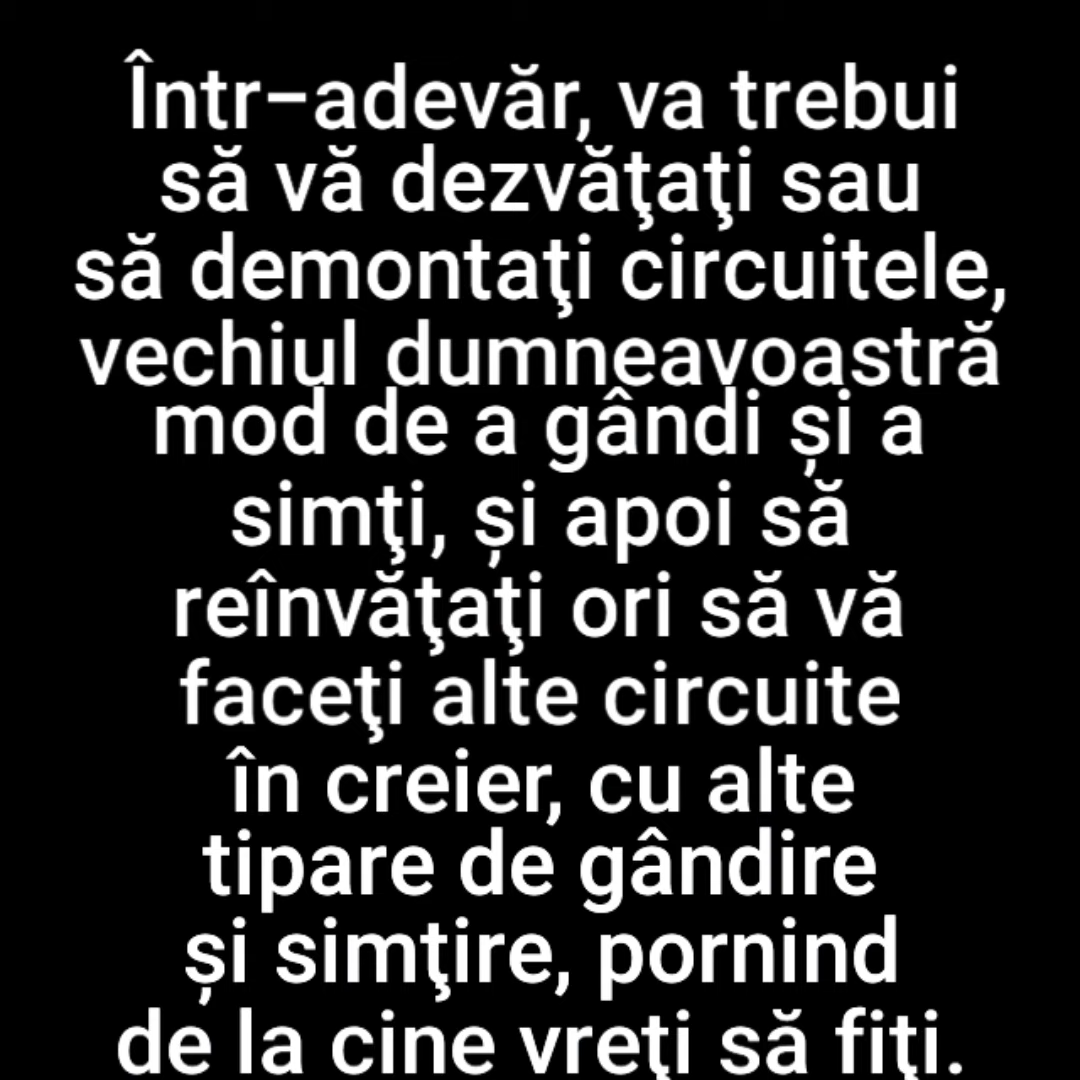 Într-adevăr, va trebui
să vă dezvăţaţi sau
să demontaţi circuitele,
vechiul dumneavoastră
mod de a gândi și a
simţi, și apoi să
reînvăţaţi ori să vă
faceţi alte circuite
în creier, cu alte
tipare de gândire
și simţire, pornind
de la cine vreţi să fiţi.